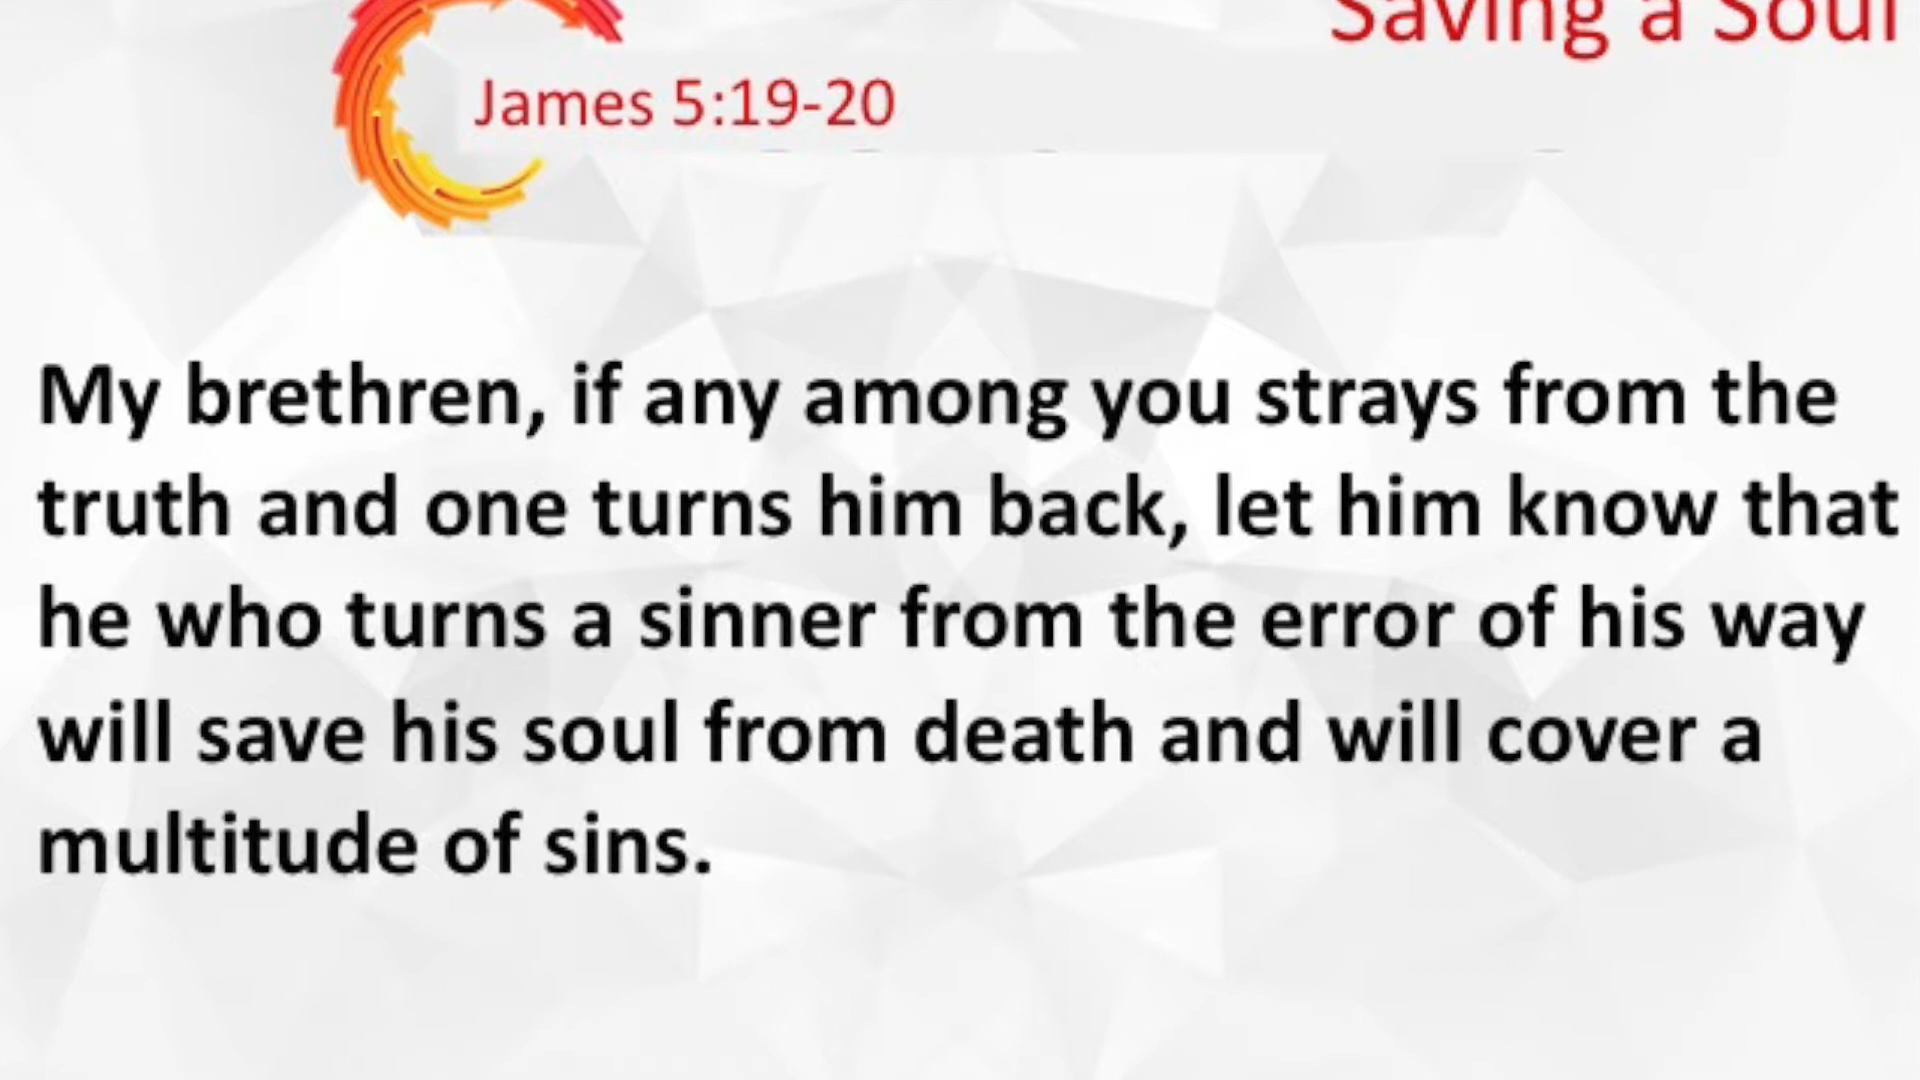 Saving a Soul
James 5:19-20
My brethren, if any among you strays from the
truth and one turns him back, let him know that
he who turns a sinner from the error of his way
will save his soul from death and will cover a
multitude of sins.